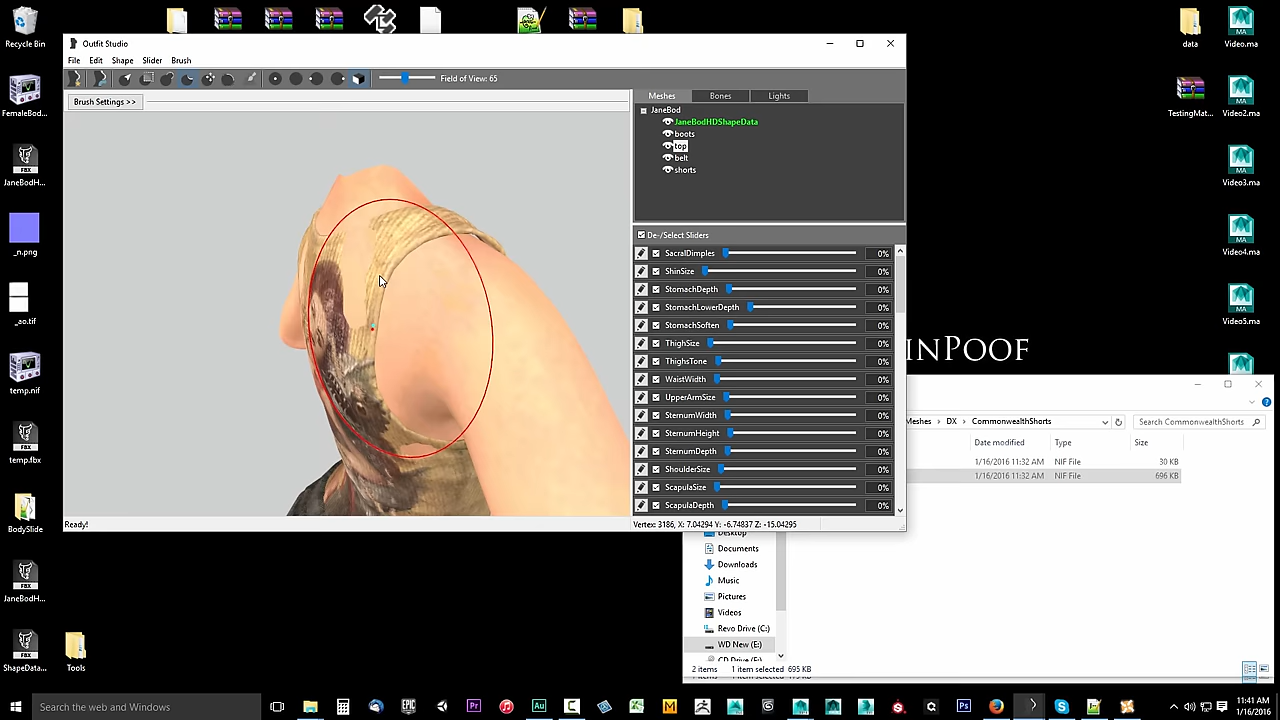 Recycle Bin
FemaleBod...
JaneBodH...
_n.png
_ao.tif
temp.nif
temp.fbx
BodySlide
JaneBodH...
ShapeData...
Tools
data
Video.ma
TestingMat...
Video2.ma
Video3.ma
Video4.ma
Video5.ma
INPOOF
Outfit Studio
File Edit Shape Slider Brush
Field of View: 65
Brush Settings >>
Meshes Bones Lights
JaneBod
JaneBodHDShapeData
boots
top
belt
shorts
De-/Select Sliders
SacralDimples 0%
ShinSize 0%
StomachDepth 0%
StomachLowerDepth 0%
StomachSoften 0%
ThighSize 0%
ThighsTone 0%
WaistWidth 0%
UpperArmSize 0%
SternumWidth 0%
SternumHeight 0%
SternumDepth 0%
ShoulderSize 0%
ScapulaSize 0%
ScapulaDepth 0%
Ready!
Vertex: 3186, X: 7.04294 Y: -6.74837 Z: -15.04295
Meshes > DX > CommonwealthShorts
Search CommonwealthShorts
Date modified Type Size
1/16/2016 11:32 AM NIF File 30 KB
1/16/2016 11:32 AM NIF File 696 KB
Desktop
Documents
Downloads
Music
Pictures
Videos
Revo Drive (C:)
WD New (E:)
CD Drive (F:)
2 items 1 item selected 695 KB
Search the web and Windows
11:41 AM
1/16/2016